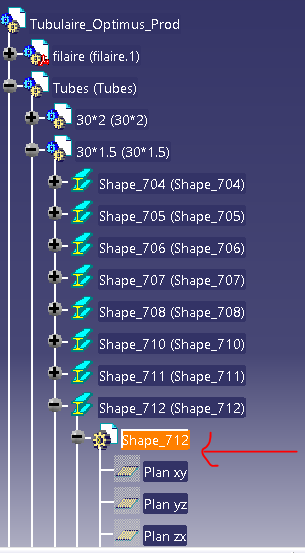 Tubulaire_Optimus_Prod
filaire (filaire.1)
Tubes (Tubes)
30*2 (30*2)
30*1.5 (30*1.5)
Shape_704 (Shape_704)
Shape_705 (Shape_705)
Shape_706 (Shape_706)
Shape_707 (Shape_707)
Shape_708 (Shape_708)
Shape_710 (Shape_710)
Shape_711 (Shape_711)
Shape_712 (Shape_712)
Shape_712
Plan xy
Plan yz
Plan zx